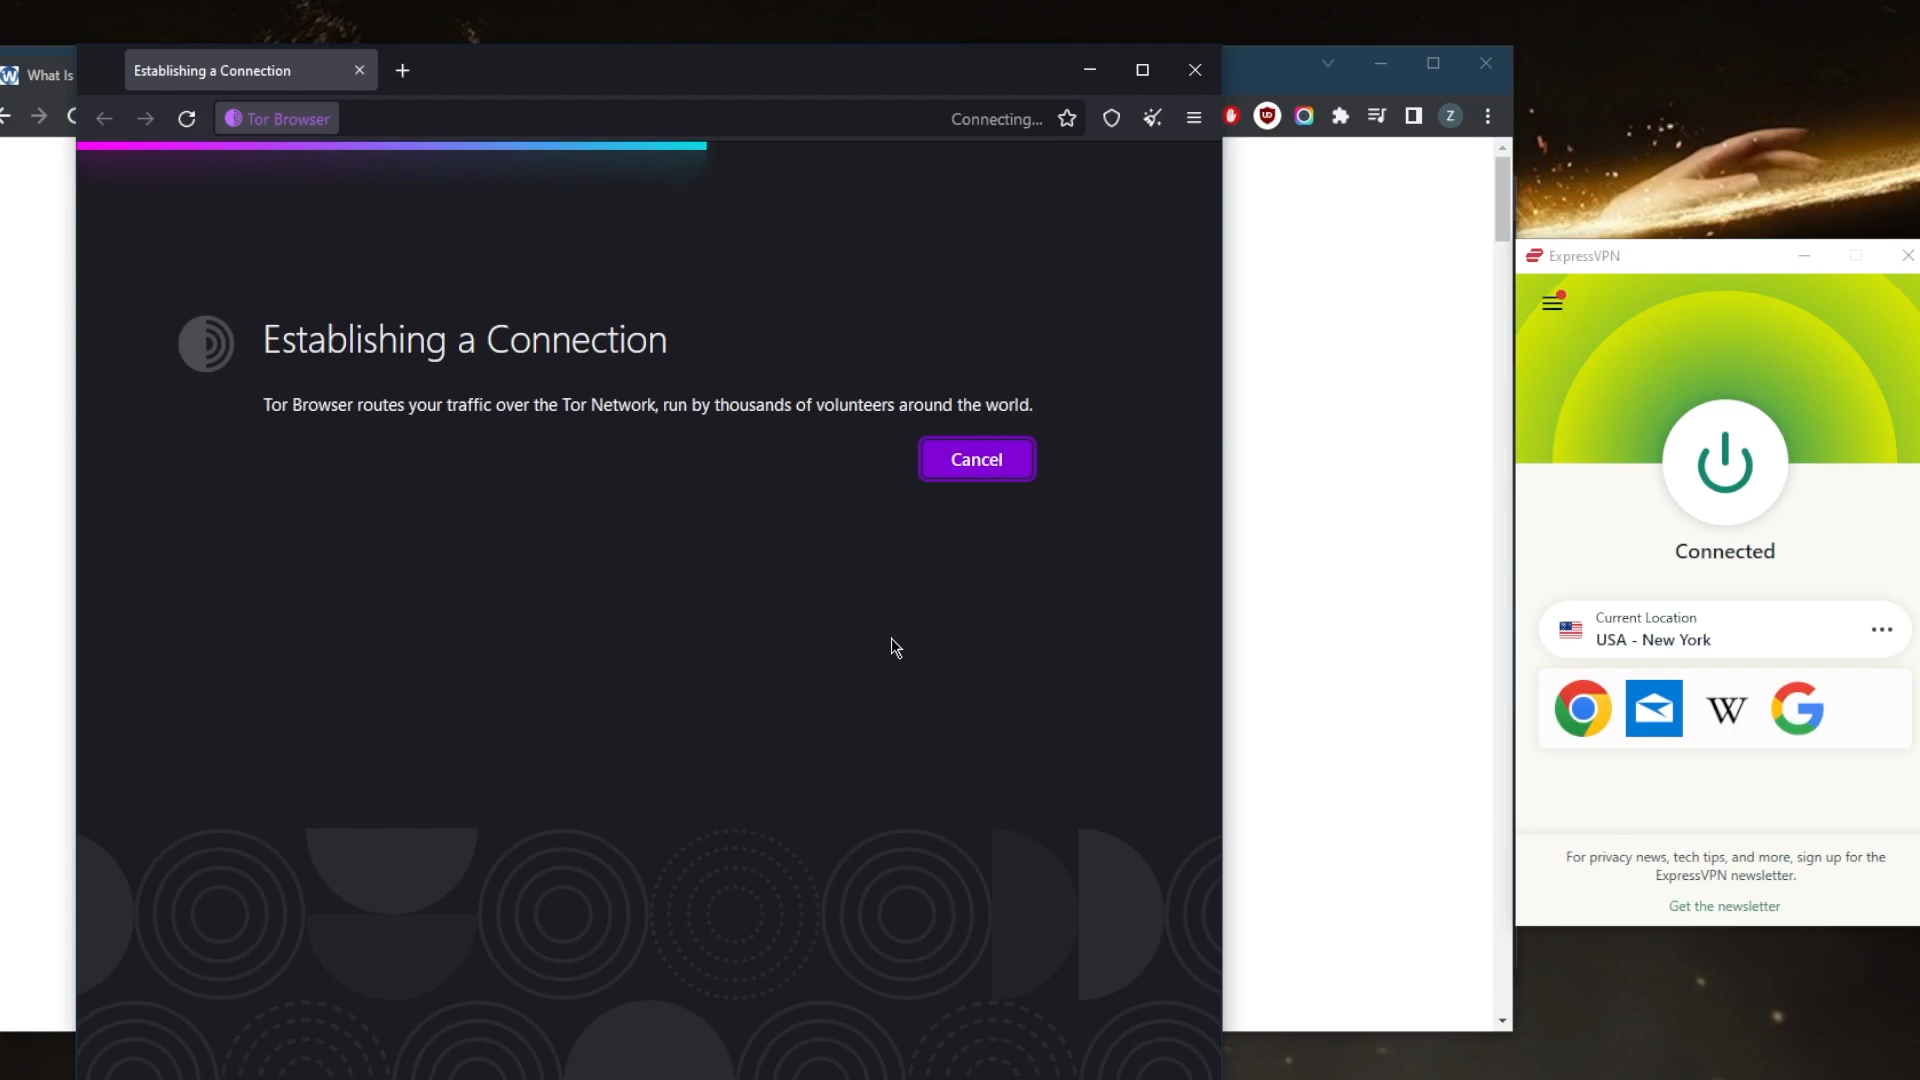 What Is
Establishing a Connection
Tor Browser
Connecting...
Establishing a Connection
Tor Browser routes your traffic over the Tor Network, run by thousands of volunteers around the world.
Cancel
UD
Z
ExpressVPN
Connected
Current Location
USA - New York
W
For privacy news, tech tips, and more, sign up for the
ExpressVPN newsletter.
Get the newsletter